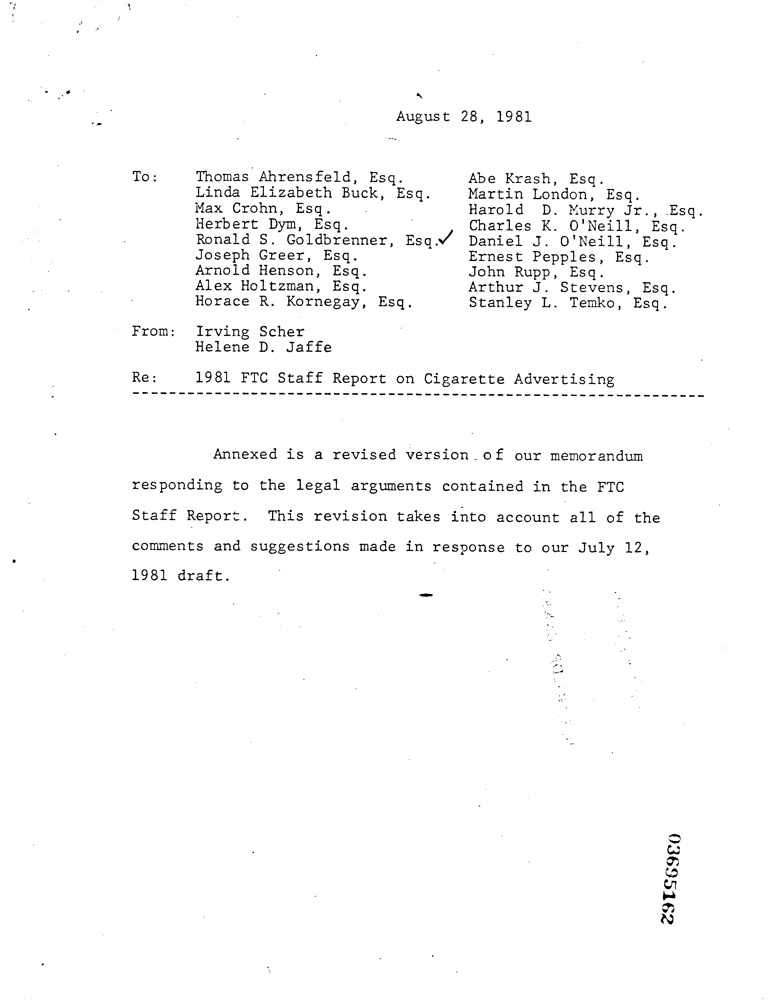 August 28, 1981
To: Thomas Ahrensfeld, Esq. Abe Krash, Esq.
Linda Elizabeth Buck, Esq. Martin London, Esq.
Max Crohn, Esq. Harold D. Murry Jr., Esq.
Herbert Dym, Esq. Charles K. O'Neill, Esq.
Ronald S. Goldbrenner, Esq.✓ Daniel J. O'Neill, Esq.
Joseph Greer, Esq. Ernest Pepples, Esq.
Arnold Henson, Esq. John Rupp, Esq.
Alex Holtzman, Esq. Arthur J. Stevens, Esq.
Horace R. Kornegay, Esq. Stanley L. Temko, Esq.
From: Irving Scher
Helene D. Jaffe
Re: 1981 FTC Staff Report on Cigarette Advertising
Annexed is a revised version of our memorandum
responding to the legal arguments contained in the FTC
Staff Report. This revision takes into account all of the
comments and suggestions made in response to our July 12,
1981 draft.
03695162